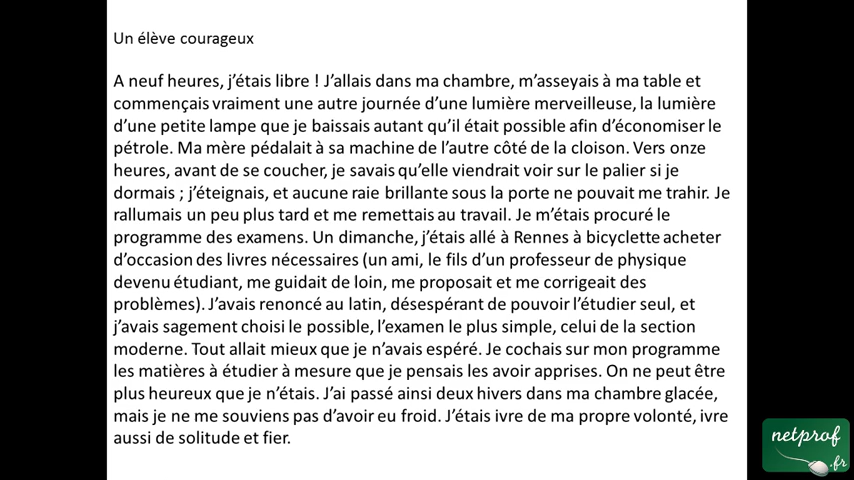 Un élève courageux
A neuf heures, j’étais libre ! J’allais dans ma chambre, m’asseyais à ma table et
commençais vraiment une autre journée d’une lumière merveilleuse, la lumière
d’une petite lampe que je baissais autant qu’il était possible afin d’économiser le
pétrole. Ma mère pédalait à sa machine de l’autre côté de la cloison. Vers onze
heures, avant de se coucher, je savais qu’elle viendrait voir sur le palier si je
dormais ; j’éteignais, et aucune raie brillante sous la porte ne pouvait me trahir. Je
rallumais un peu plus tard et me remettais au travail. Je m’étais procuré le
programme des examens. Un dimanche, j’étais allé à Rennes à bicyclette acheter
d’occasion des livres nécessaires (un ami, le fils d’un professeur de physique
devenu étudiant, me guidait de loin, me proposait et me corrigeait des
problèmes). J’avais renoncé au latin, désespérant de pouvoir l’étudier seul, et
j’avais sagement choisi le possible, l’examen le plus simple, celui de la section
moderne. Tout allait mieux que je n’avais espéré. Je cochais sur mon programme
les matières à étudier à mesure que je pensais les avoir apprises. On ne peut être
plus heureux que je n’étais. J’ai passé ainsi deux hivers dans ma chambre glacée,
mais je ne me souviens pas d’avoir eu froid. J’étais ivre de ma propre volonté, ivre
aussi de solitude et fier.
netprof
.fr